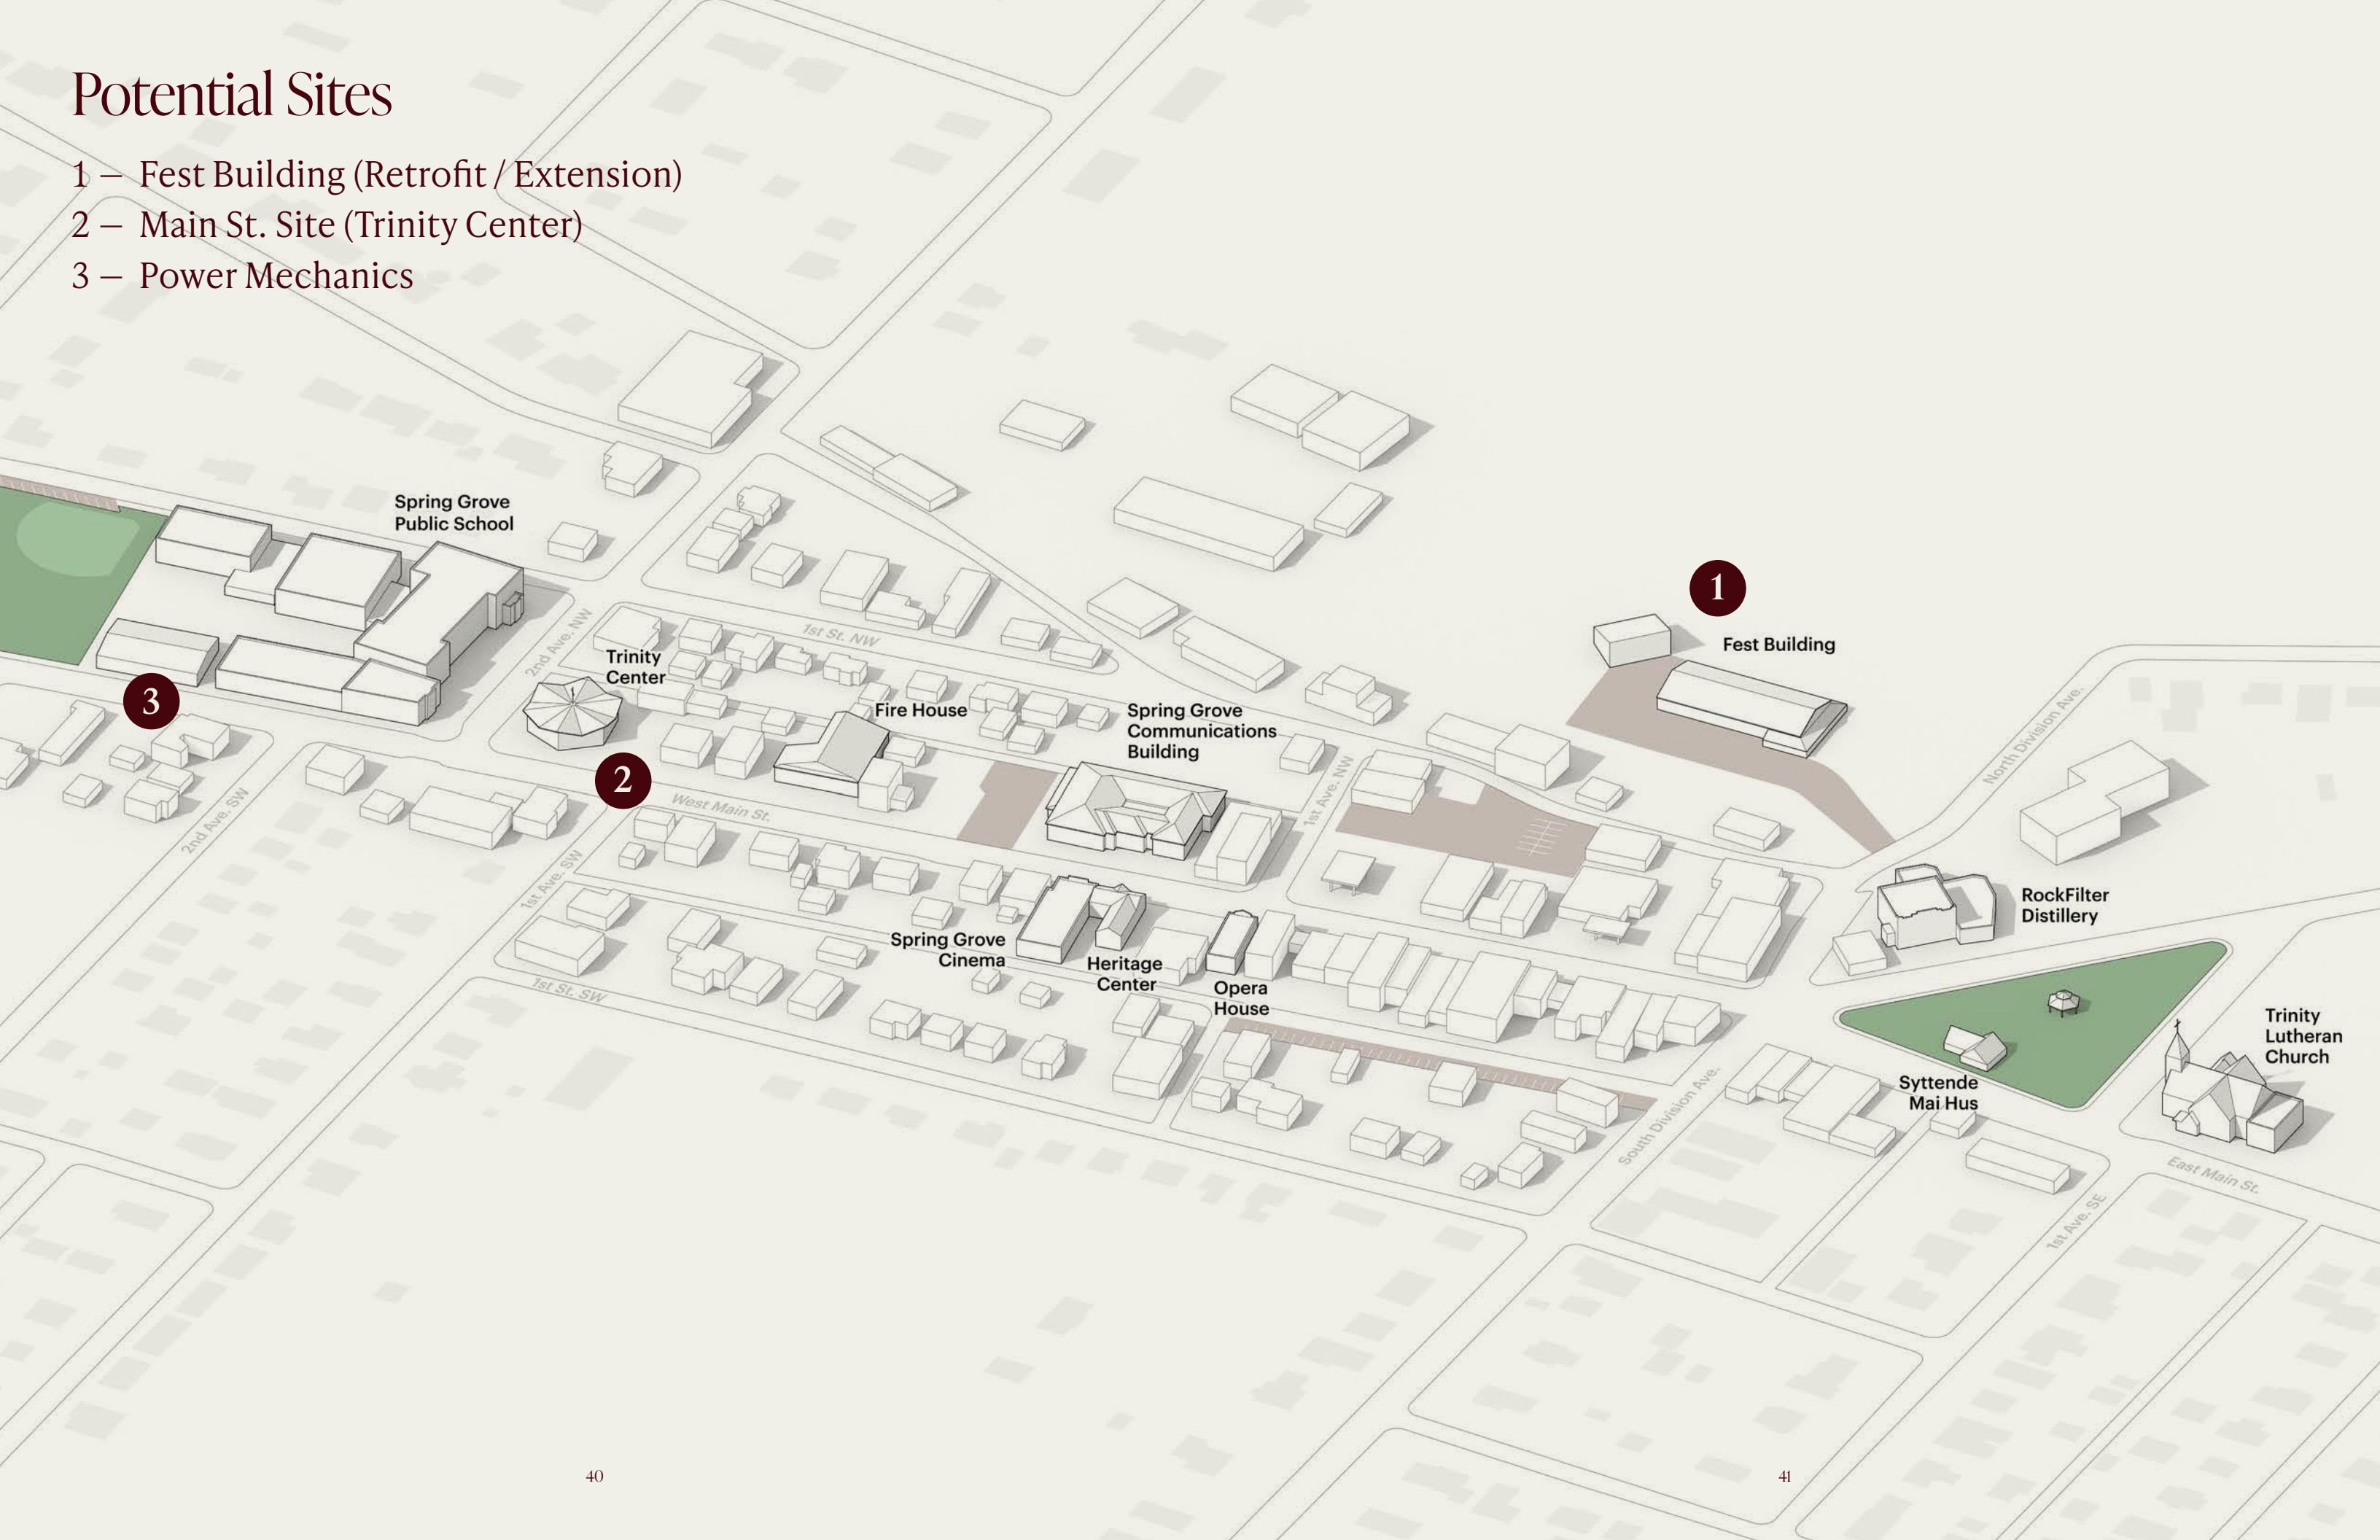 Potential Sites
1 — Fest Building (Retrofit / Extension)
2 — Main St. Site (Trinity Center)
3 — Power Mechanics
Spring Grove
Public School
1
Fest Building
2nd Ave. NW
1st St. NW
Trinity
Center
3
Fire House
Spring Grove
Communications
Building
North Division Ave.
2
West Main St.
1st Ave. NW
2nd Ave. SW
1st Ave. SW
RockFilter
Distillery
Spring Grove
Cinema
Heritage
Center
Opera
House
1st St. SW
Trinity
Lutheran
Church
Syttende
Mai Hus
South Division Ave.
East Main St.
1st Ave. SE
40
41